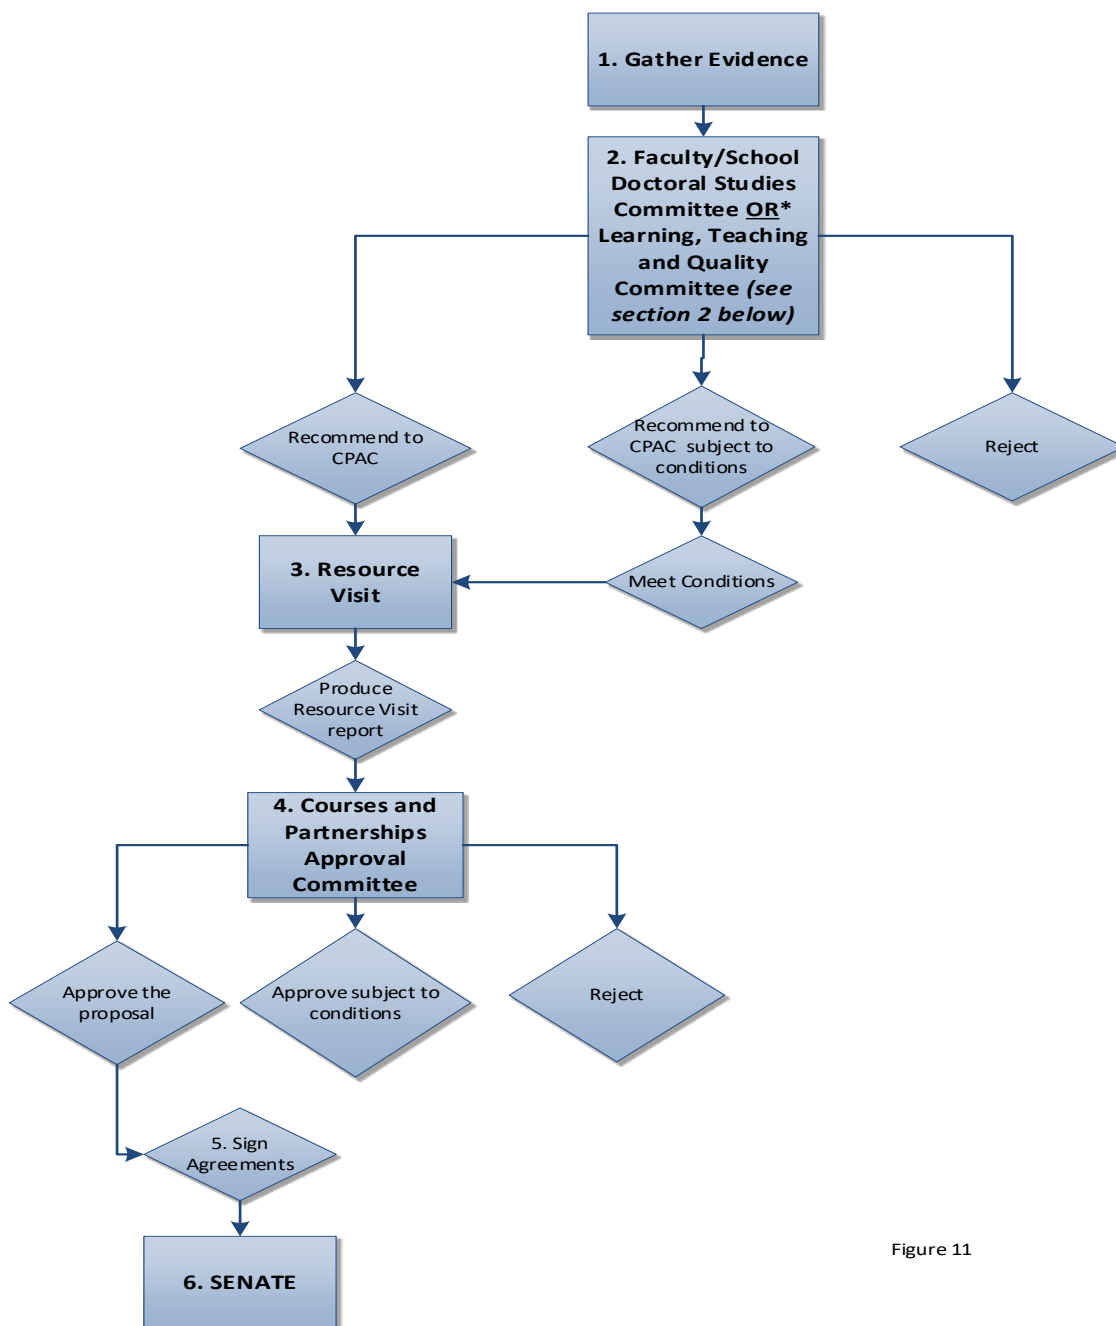 1. Gather Evidence
2. Faculty/School
Doctoral Studies
Committee OR*
Learning, Teaching
and Quality
Committee (see
section 2 below)
Recommend to
CPAC
Recommend to
CPAC subject to
conditions
Reject
3. Resource
Visit
Meet Conditions
Produce
Resource Visit
report
4. Courses and
Partnerships
Approval
Committee
Approve the
proposal
Approve subject to
conditions
Reject
5. Sign
Agreements
6. SENATE
Figure 11